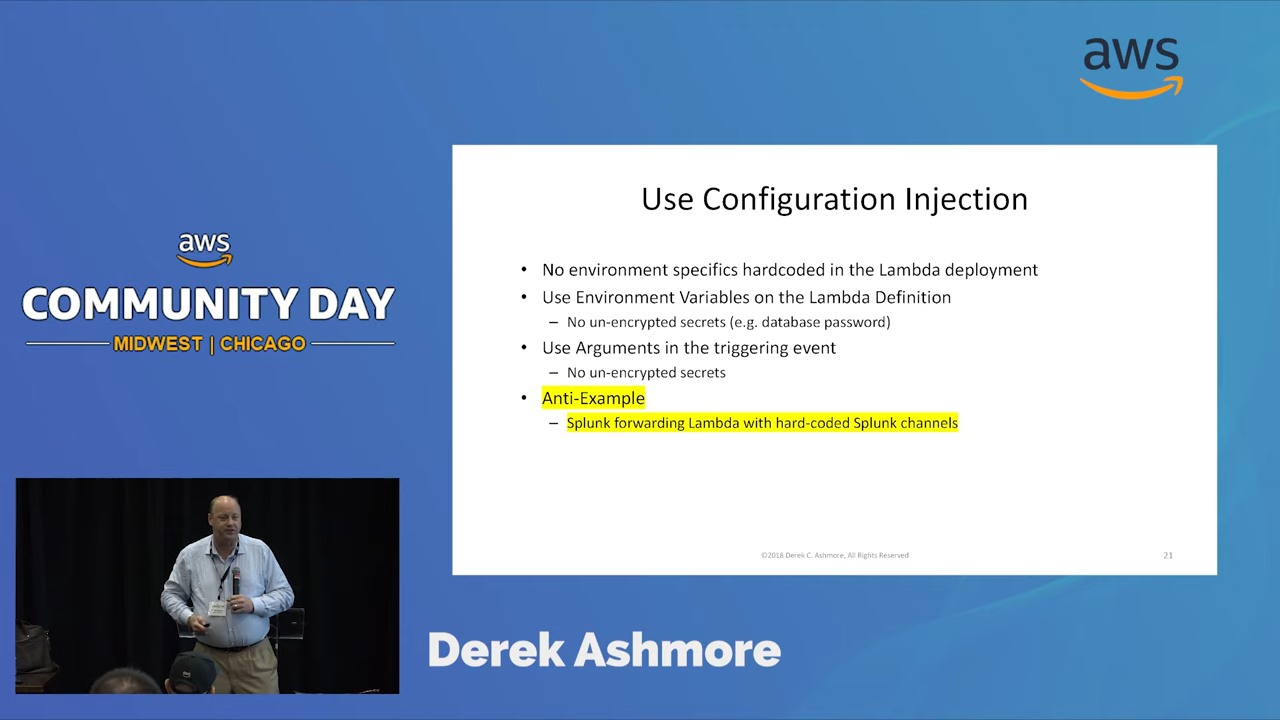 aws
aws
COMMUNITY DAY
MIDWEST | CHICAGO
Use Configuration Injection
• No environment specifics hardcoded in the Lambda deployment
• Use Environment Variables on the Lambda Definition
– No un-encrypted secrets (e.g. database password)
• Use Arguments in the triggering event
– No un-encrypted secrets
• Anti-Example
– Splunk forwarding Lambda with hard-coded Splunk channels
©2018 Derek C. Ashmore, All Rights Reserved
21
Derek Ashmore